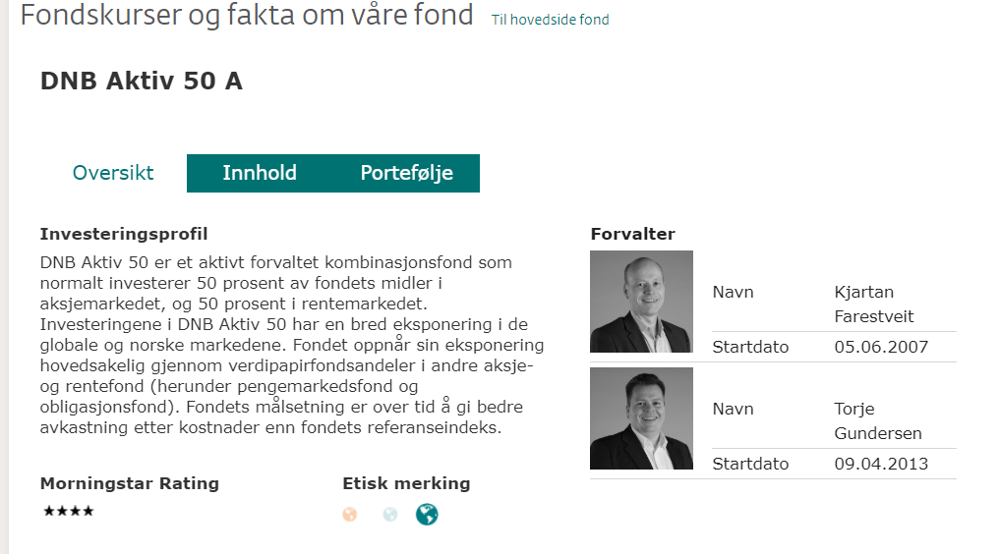 Fondskurser og fakta om våre fond Til hovedside fond
DNB Aktiv 50 A
Oversikt Innhold Portefølje
Investeringsprofil
DNB Aktiv 50 er et aktivt forvaltet kombinasjonsfond som
normalt investerer 50 prosent av fondets midler i
aksjemarkedet, og 50 prosent i rentemarkedet.
Investeringene i DNB Aktiv 50 har en bred eksponering i de
globale og norske markedene. Fondet oppnår sin eksponering
hovedsakelig gjennom verdipapirfondsandeler i andre aksje-
og rentefond (herunder pengemarkedsfond og
obligasjonsfond). Fondets målsetning er over tid å gi bedre
avkastning etter kostnader enn fondets referanseindeks.
Morningstar Rating
★★★★
Etisk merking
Forvalter
Navn Kjartan
Farestveit
Startdato 05.06.2007
Navn Torje
Gundersen
Startdato 09.04.2013